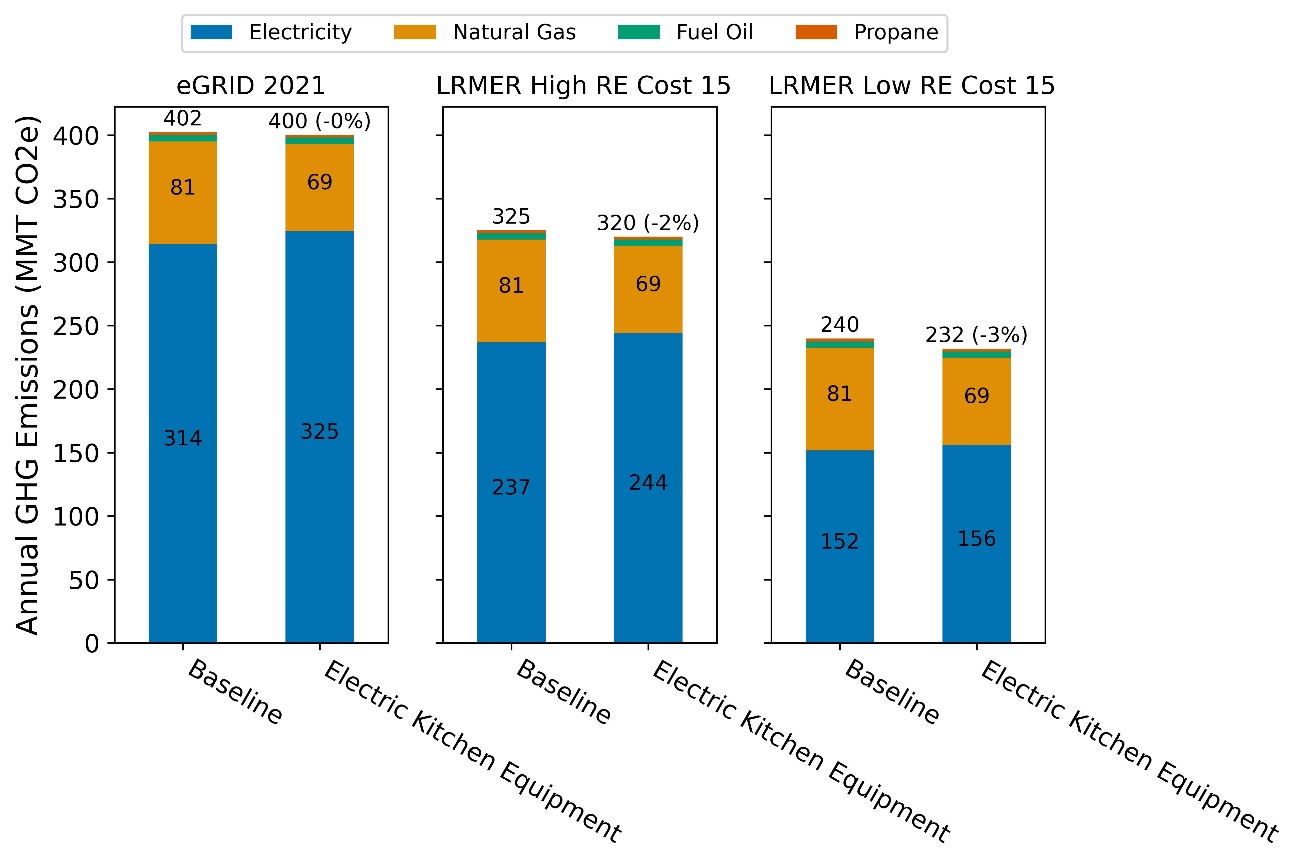 Electricity Natural Gas Fuel Oil Propane
eGRID 2021
LRMER High RE Cost 15
LRMER Low RE Cost 15
Annual GHG Emissions (MMT CO2e)
400
350
300
250
200
150
100
50
0
402
81
314
400 (-0%)
69
325
325
81
237
320 (-2%)
69
244
240
81
152
232 (-3%)
69
156
Baseline
Electric Kitchen Equipment
Baseline
Electric Kitchen Equipment
Baseline
Electric Kitchen Equipment